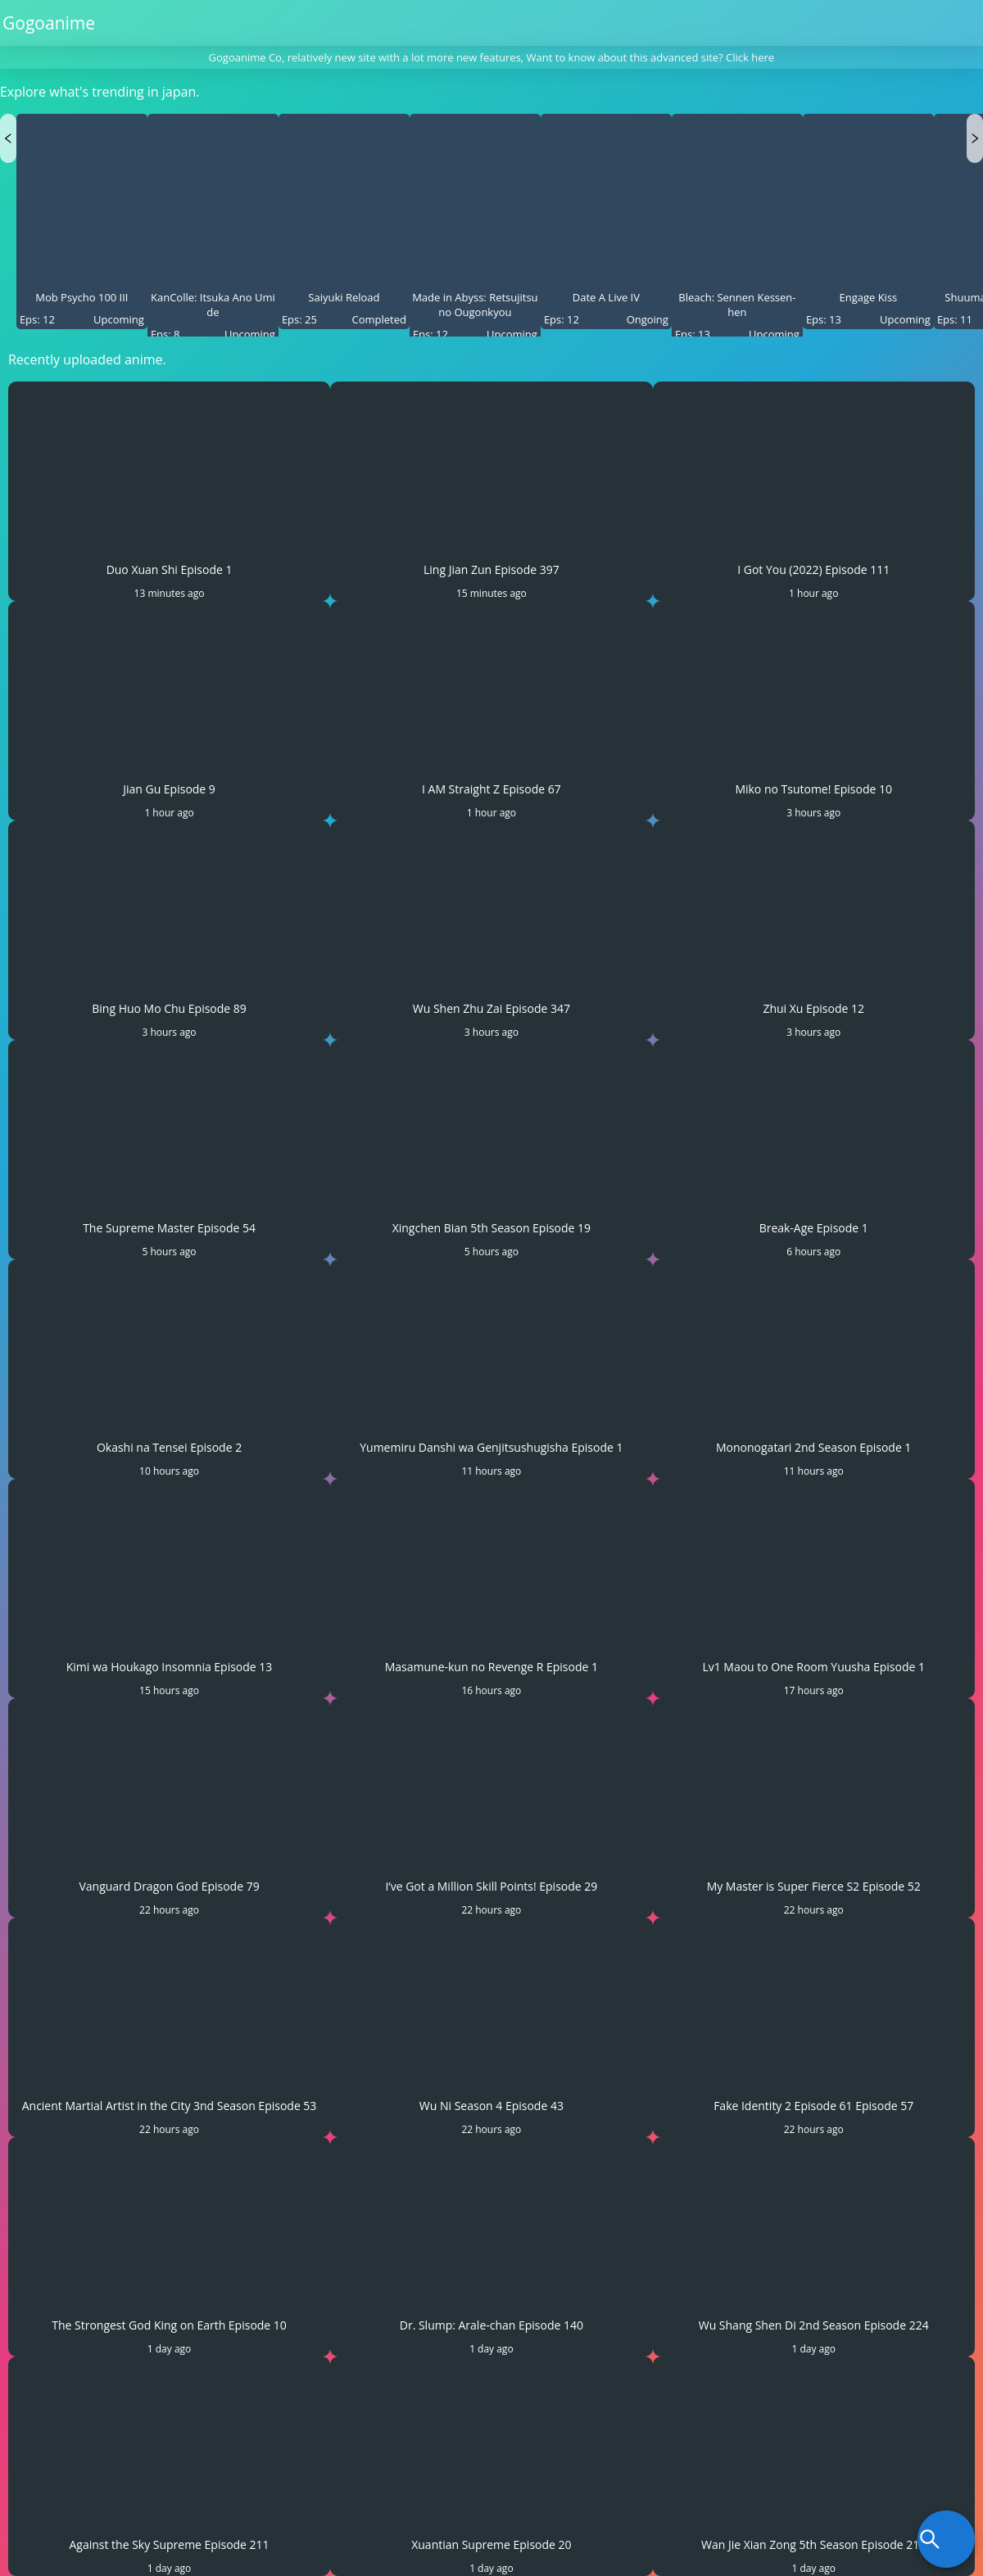 Gogoanime
Gogoanime Co, relatively new site with a lot more new features, Want to know about this advanced site? Click here
Explore what's trending in japan.
Mob Psycho 100 III
Eps: 12 Upcoming
KanColle: Itsuka Ano Umi
de
Eps: 8 Upcoming
Saiyuki Reload
Eps: 25 Completed
Made in Abyss: Retsujitsu
no Ougonkyou
Eps: 12 Upcoming
Date A Live IV
Eps: 12 Ongoing
Bleach: Sennen Kessen-
hen
Eps: 13 Upcoming
Engage Kiss
Eps: 13 Upcoming
Eps: 11
Recently uploaded anime.
Duo Xuan Shi Episode 1
13 minutes ago
Ling Jian Zun Episode 397
15 minutes ago
I Got You (2022) Episode 111
1 hour ago
Jian Gu Episode 9
1 hour ago
I AM Straight Z Episode 67
1 hour ago
Miko no Tsutome! Episode 10
3 hours ago
Bing Huo Mo Chu Episode 89
3 hours ago
Wu Shen Zhu Zai Episode 347
3 hours ago
Zhui Xu Episode 12
3 hours ago
The Supreme Master Episode 54
5 hours ago
Xingchen Bian 5th Season Episode 19
5 hours ago
Break-Age Episode 1
6 hours ago
Okashi na Tensei Episode 2
10 hours ago
Yumemiru Danshi wa Genjitsushugisha Episode 1
11 hours ago
Mononogatari 2nd Season Episode 1
11 hours ago
Kimi wa Houkago Insomnia Episode 13
15 hours ago
Masamune-kun no Revenge R Episode 1
16 hours ago
Lv1 Maou to One Room Yuusha Episode 1
17 hours ago
Vanguard Dragon God Episode 79
22 hours ago
I've Got a Million Skill Points! Episode 29
22 hours ago
My Master is Super Fierce S2 Episode 52
22 hours ago
Ancient Martial Artist in the City 3nd Season Episode 53
22 hours ago
Wu Ni Season 4 Episode 43
22 hours ago
Fake Identity 2 Episode 61 Episode 57
22 hours ago
The Strongest God King on Earth Episode 10
1 day ago
Dr. Slump: Arale-chan Episode 140
1 day ago
Wu Shang Shen Di 2nd Season Episode 224
1 day ago
Against the Sky Supreme Episode 211
1 day ago
Xuantian Supreme Episode 20
1 day ago
Wan Jie Xian Zong 5th Season Episode
1 day ago